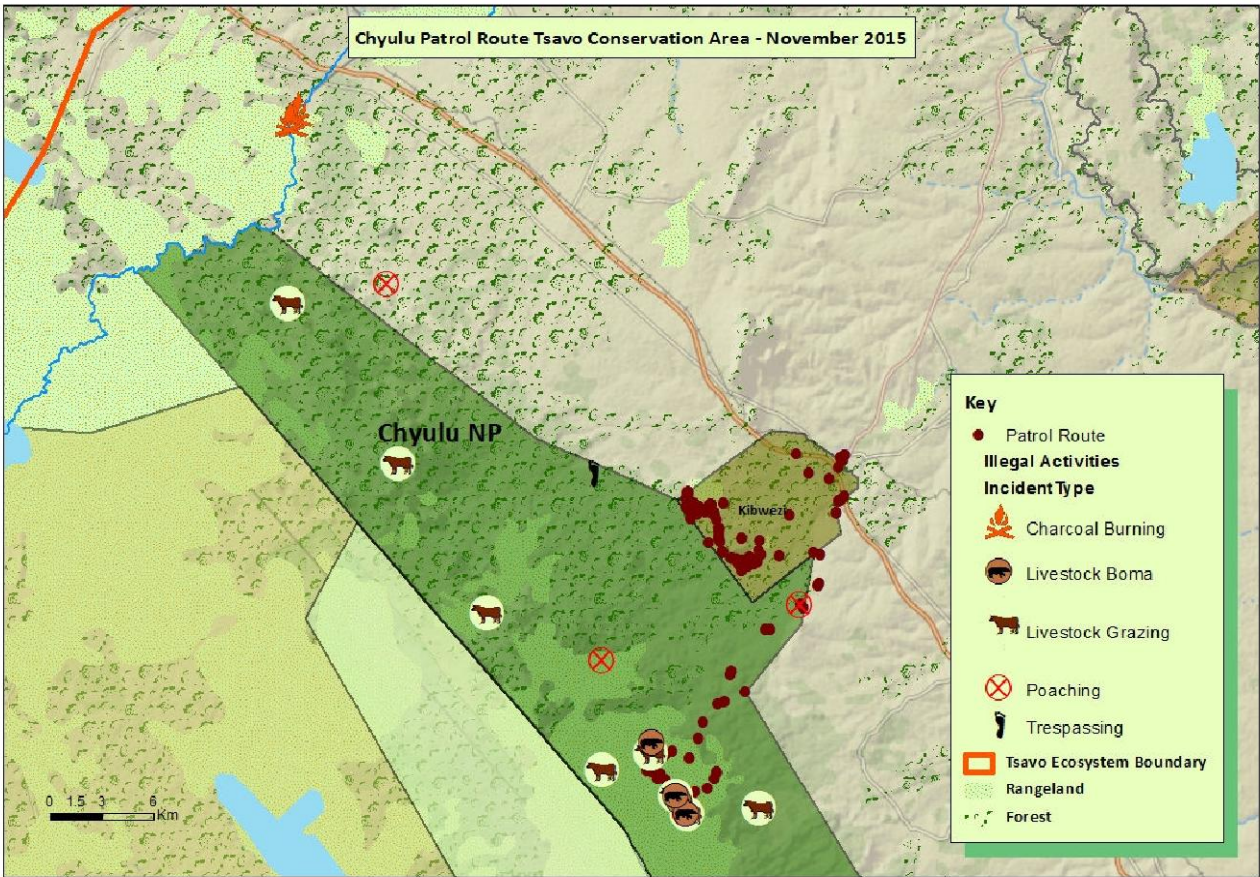 Chyulu Patrol Route Tsavo Conservation Area - November 2015
Chyulu NP
Kibwezi
Key
Patrol Route
Illegal Activities
Incident Type
Charcoal Burning
Livestock Boma
Livestock Grazing
Poaching
Trespassing
Tsavo Ecosystem Boundary
Rangeland
Forest
0 1.5 3 6
Km